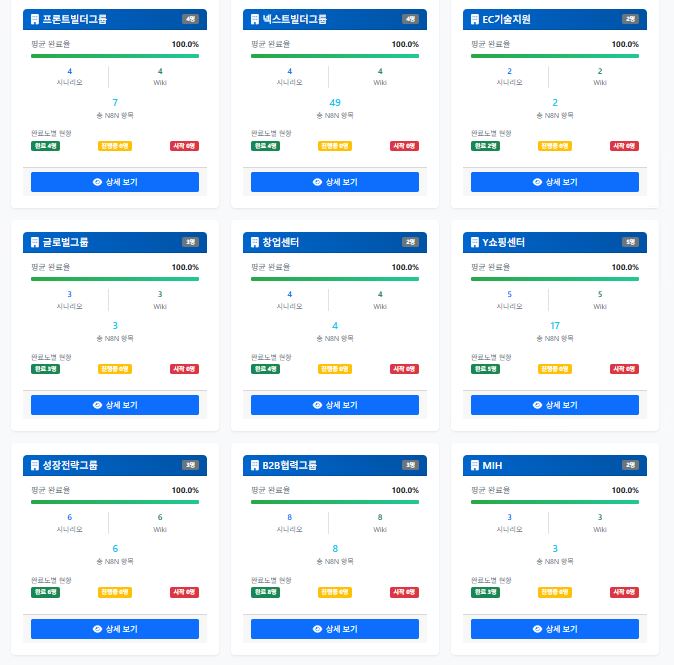 프론트빌더그룹 4명
평균 완료율 100.0%
4 4
시나리오 Wiki
7
총 N8N 항목
완료도별 현황
완료 4명 진행중 0명 시작 0명
상세 보기
넥스트빌더그룹 4명
평균 완료율 100.0%
4 4
시나리오 Wiki
49
총 N8N 항목
완료도별 현황
완료 4명 진행중 0명 시작 0명
상세 보기
EC기술지원 2명
평균 완료율 100.0%
2 2
시나리오 Wiki
2
총 N8N 항목
완료도별 현황
완료 2명 진행중 0명 시작 0명
상세 보기
글로벌그룹 3명
평균 완료율 100.0%
3 3
시나리오 Wiki
3
총 N8N 항목
완료도별 현황
완료 3명 진행중 0명 시작 0명
상세 보기
창업센터 2명
평균 완료율 100.0%
4 4
시나리오 Wiki
4
총 N8N 항목
완료도별 현황
완료 4명 진행중 0명 시작 0명
상세 보기
Y쇼핑센터 5명
평균 완료율 100.0%
5 5
시나리오 Wiki
17
총 N8N 항목
완료도별 현황
완료 5명 진행중 0명 시작 0명
상세 보기
성장전략그룹 3명
평균 완료율 100.0%
6 6
시나리오 Wiki
6
총 N8N 항목
완료도별 현황
완료 6명 진행중 0명 시작 0명
상세 보기
B2B협력그룹 3명
평균 완료율 100.0%
8 8
시나리오 Wiki
8
총 N8N 항목
완료도별 현황
완료 8명 진행중 0명 시작 0명
상세 보기
MIH 2명
평균 완료율 100.0%
3 3
시나리오 Wiki
3
총 N8N 항목
완료도별 현황
완료 3명 진행중 0명 시작 0명
상세 보기